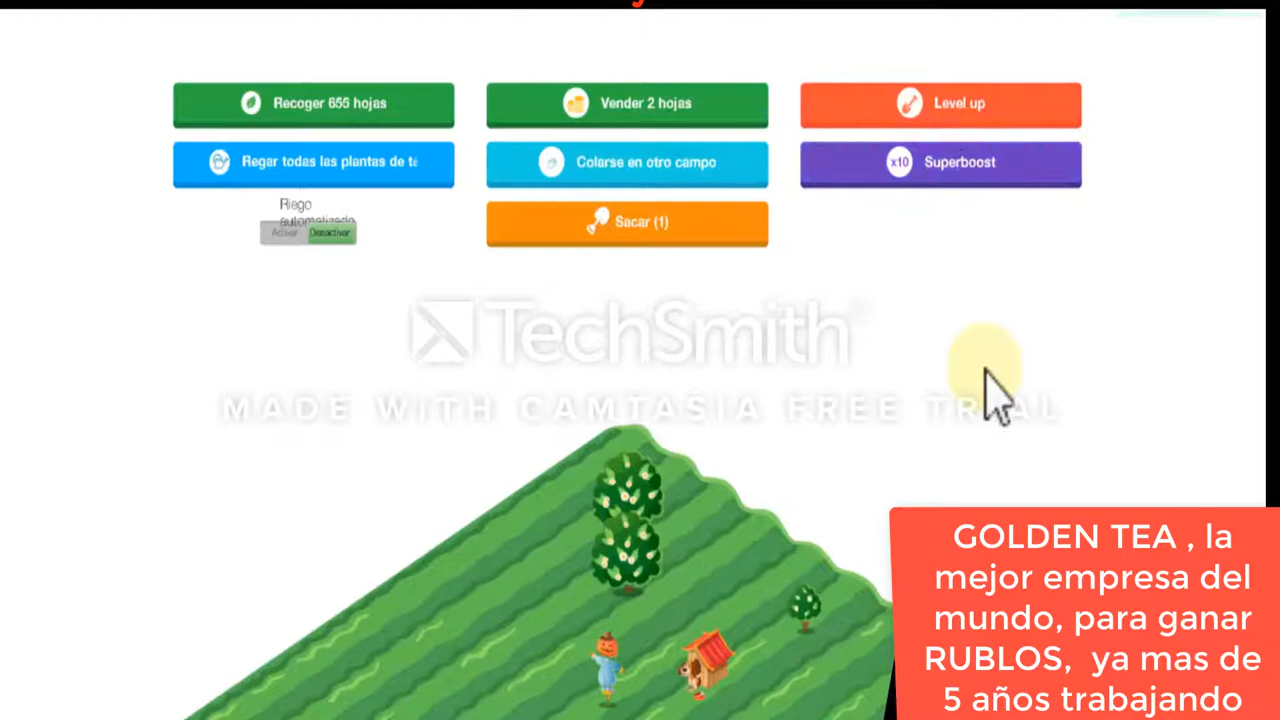 Recoger 655 hojas
Vender 2 hojas
Level up
Regar todas las plantas de té
Colarse en otro campo
x10 Superboost
Riego
automatizado
Activar Desactivar
Sacar (1)
TechSmith
MADE WITH CAMTASIA FREE TRIAL
GOLDEN TEA , la
mejor empresa del
mundo, para ganar
RUBLOS, ya mas de
5 años trabajando